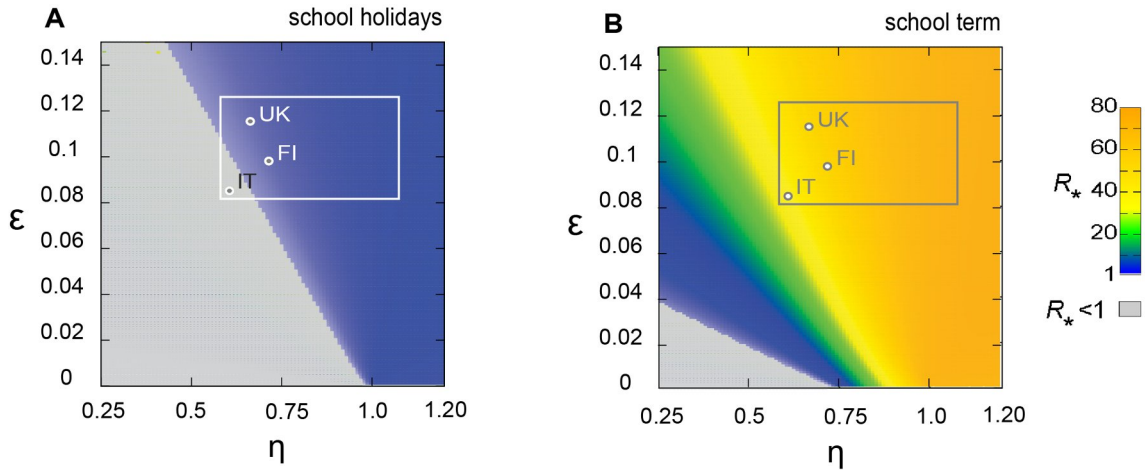 A
school holidays
0.14
0.12
0.1
0.08
0.06
0.04
0.02
0
ε
UK
FI
IT
0.25
0.5
0.75
1.0
1.20
η
B
school term
0.14
0.12
0.1
0.08
0.06
0.04
0.02
0
ε
UK
FI
IT
0.25
0.5
0.75
1.0
1.20
η
80
60
40
20
1
R*
R* <1